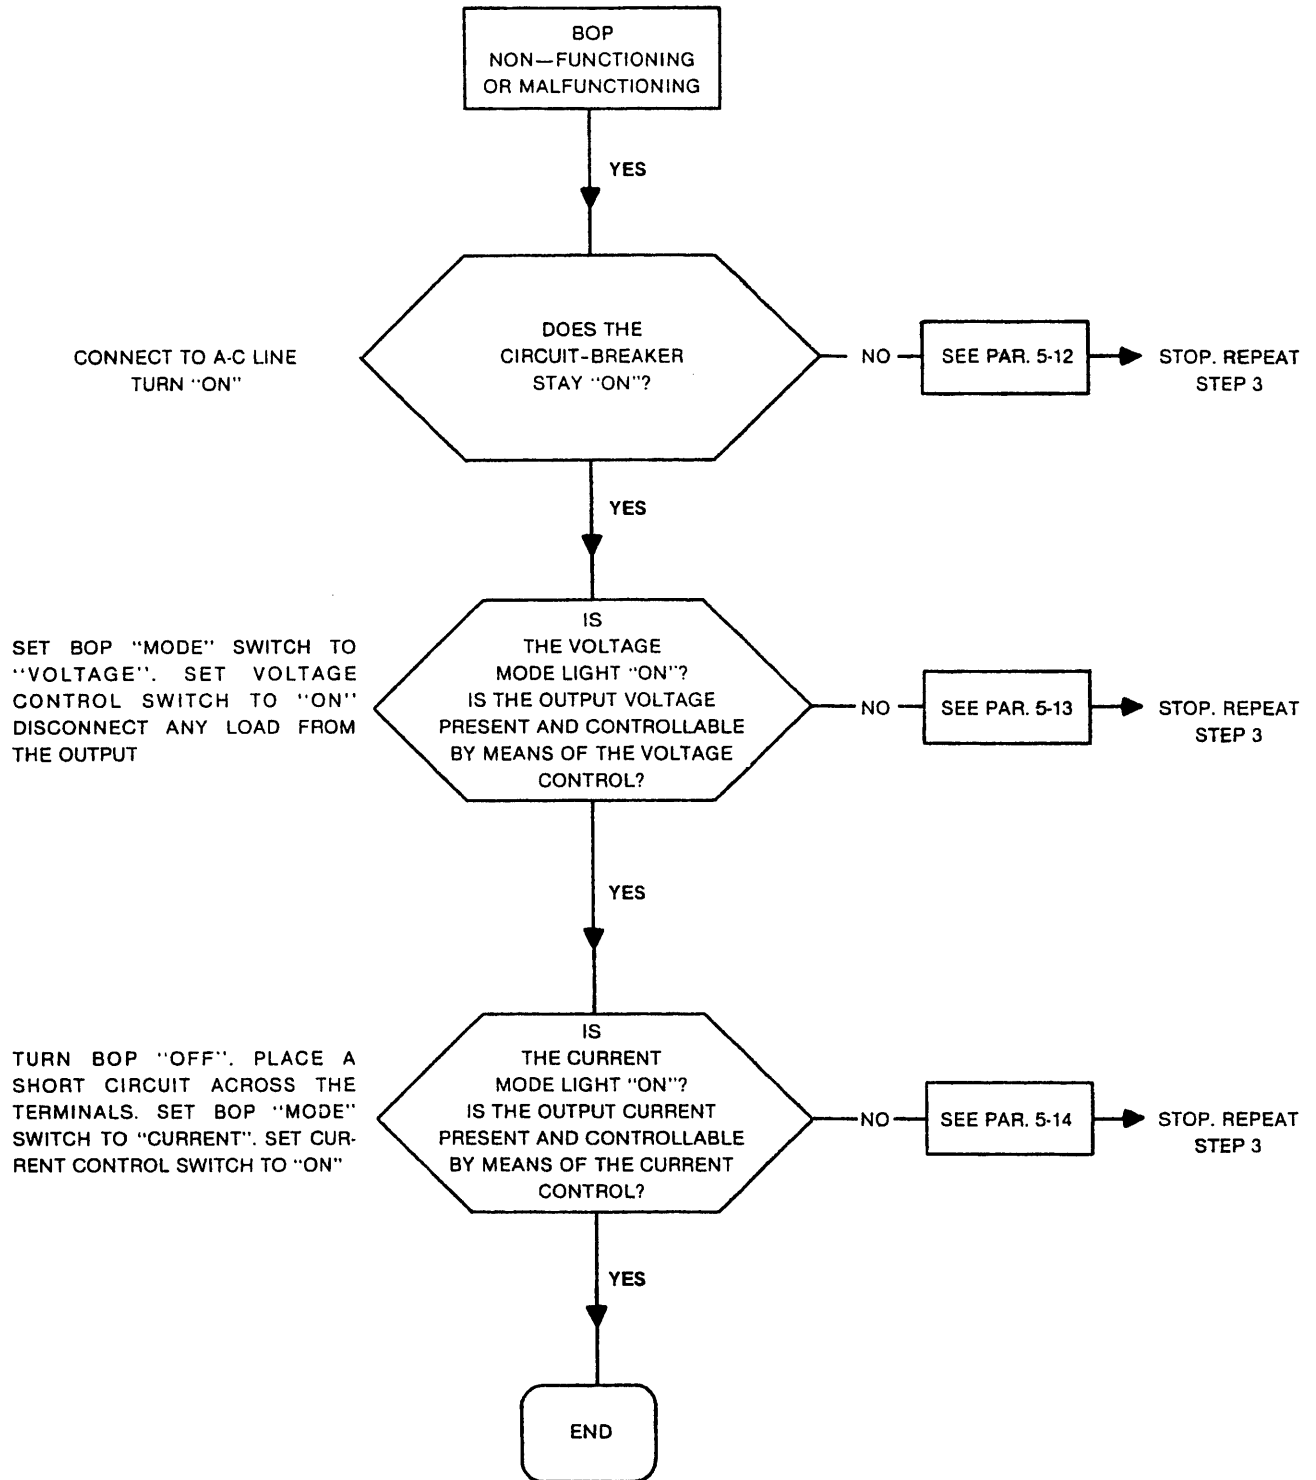 BOP
NON—FUNCTIONING
OR MALFUNCTIONING
YES
CONNECT TO A-C LINE
TURN "ON"
DOES THE
CIRCUIT-BREAKER
STAY "ON"?
NO
SEE PAR. 5-12
STOP. REPEAT
STEP 3
YES
SET BOP "MODE" SWITCH TO
"VOLTAGE". SET VOLTAGE
CONTROL SWITCH TO "ON"
DISCONNECT ANY LOAD FROM
THE OUTPUT
IS
THE VOLTAGE
MODE LIGHT "ON"?
IS THE OUTPUT VOLTAGE
PRESENT AND CONTROLLABLE
BY MEANS OF THE VOLTAGE
CONTROL?
NO
SEE PAR. 5-13
STOP. REPEAT
STEP 3
YES
TURN BOP "OFF". PLACE A
SHORT CIRCUIT ACROSS THE
TERMINALS. SET BOP "MODE"
SWITCH TO "CURRENT". SET CUR-
RENT CONTROL SWITCH TO "ON"
IS
THE CURRENT
MODE LIGHT "ON"?
IS THE OUTPUT CURRENT
PRESENT AND CONTROLLABLE
BY MEANS OF THE CURRENT
CONTROL?
NO
SEE PAR. 5-14
STOP. REPEAT
STEP 3
YES
END